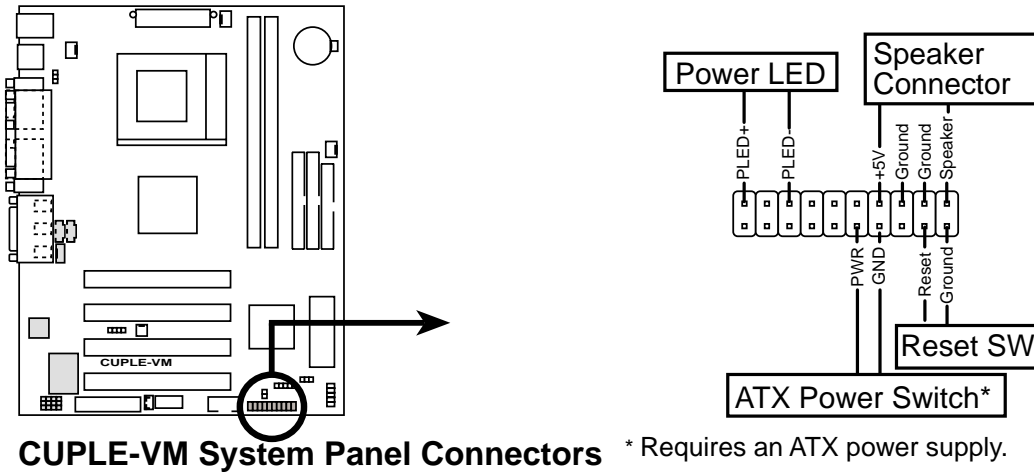 Power LED
Speaker
Connector
PLED+
PLED-
+5V
Ground
Ground
Speaker
PWR
GND
Reset
Ground
Reset SW
ATX Power Switch*
CUPLE-VM
CUPLE-VM System Panel Connectors
* Requires an ATX power supply.